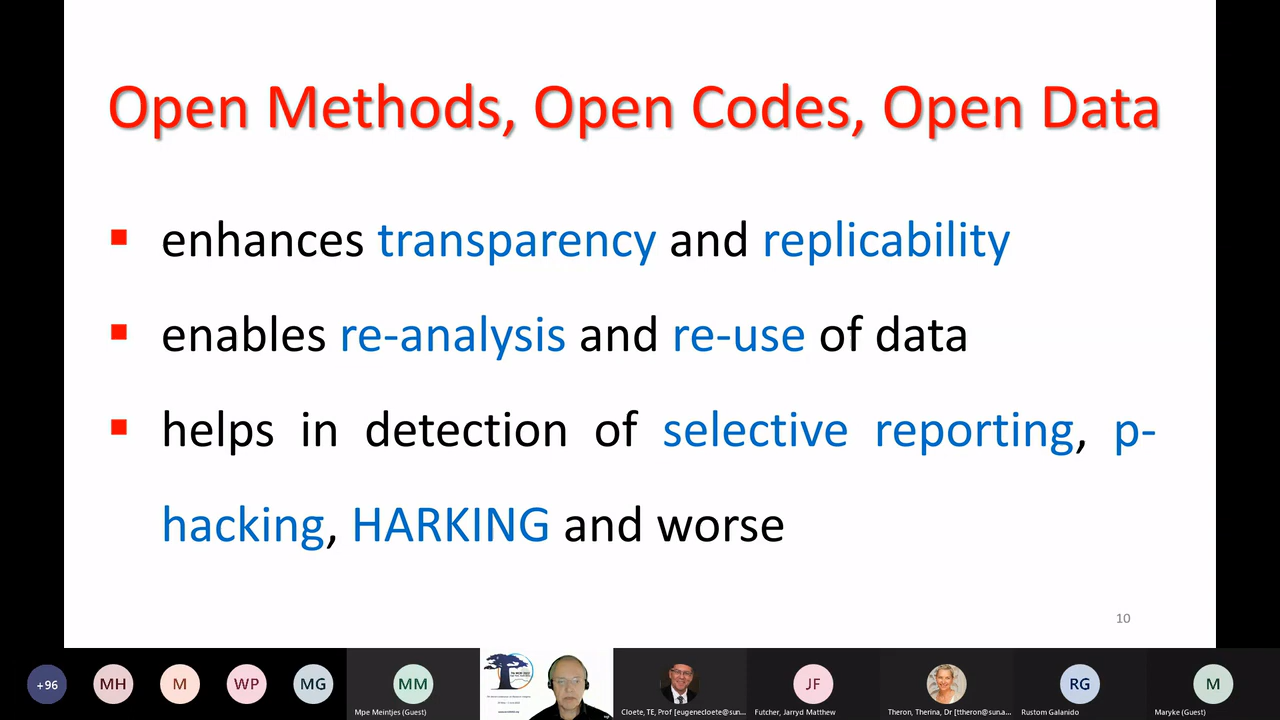 Open Methods, Open Codes, Open Data
enhances transparency and replicability
enables re-analysis and re-use of data
helps in detection of selective reporting, p-
hacking, HARKING and worse
10
+96
MH
M
WP
MG
MM
JF
RG
M
Mpe Meintjes (Guest)
Cloete, TE, Prof [eugenecloete@sun...
Futcher, Jarryd Matthew
Theron, Therina, Dr [ttheron@suna...
Rustom Galanido
Maryke (Guest)